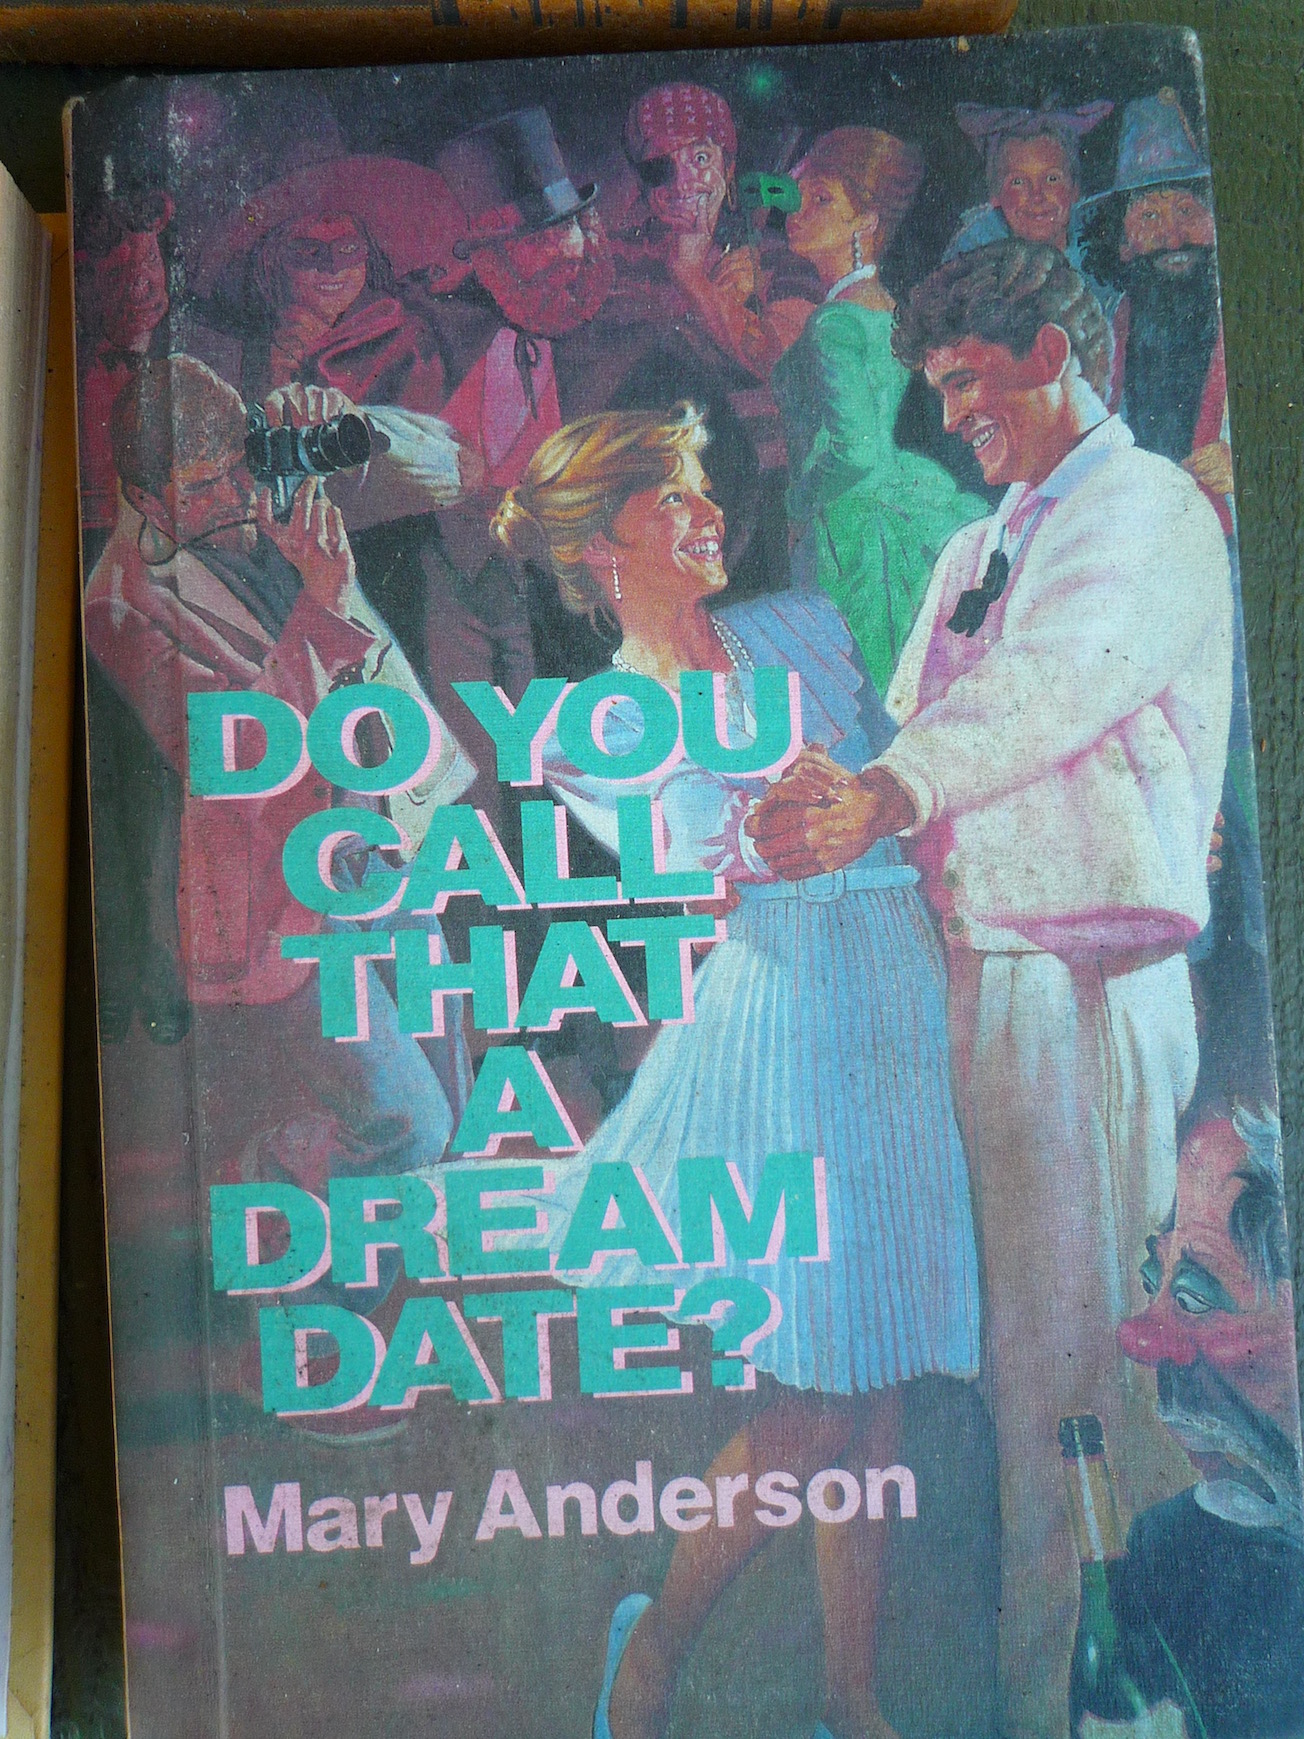 DO YOU
CALL
THAT
A
DREAM
DATE?
Mary Anderson